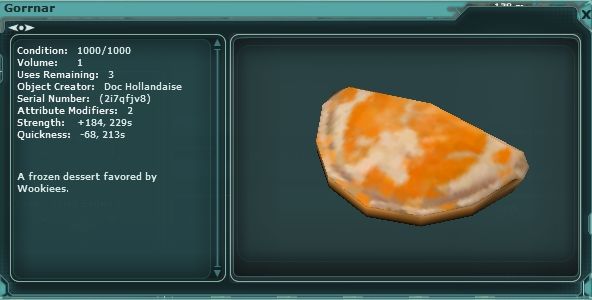 Gorrnar
Condition: 1000/1000
Volume: 1
Uses Remaining: 3
Object Creator: Doc Hollandaise
Serial Number: (2i7qfjv8)
Attribute Modifiers: 2
Strength: +184, 229s
Quickness: -68, 213s
A frozen dessert favored by
Wookiees.